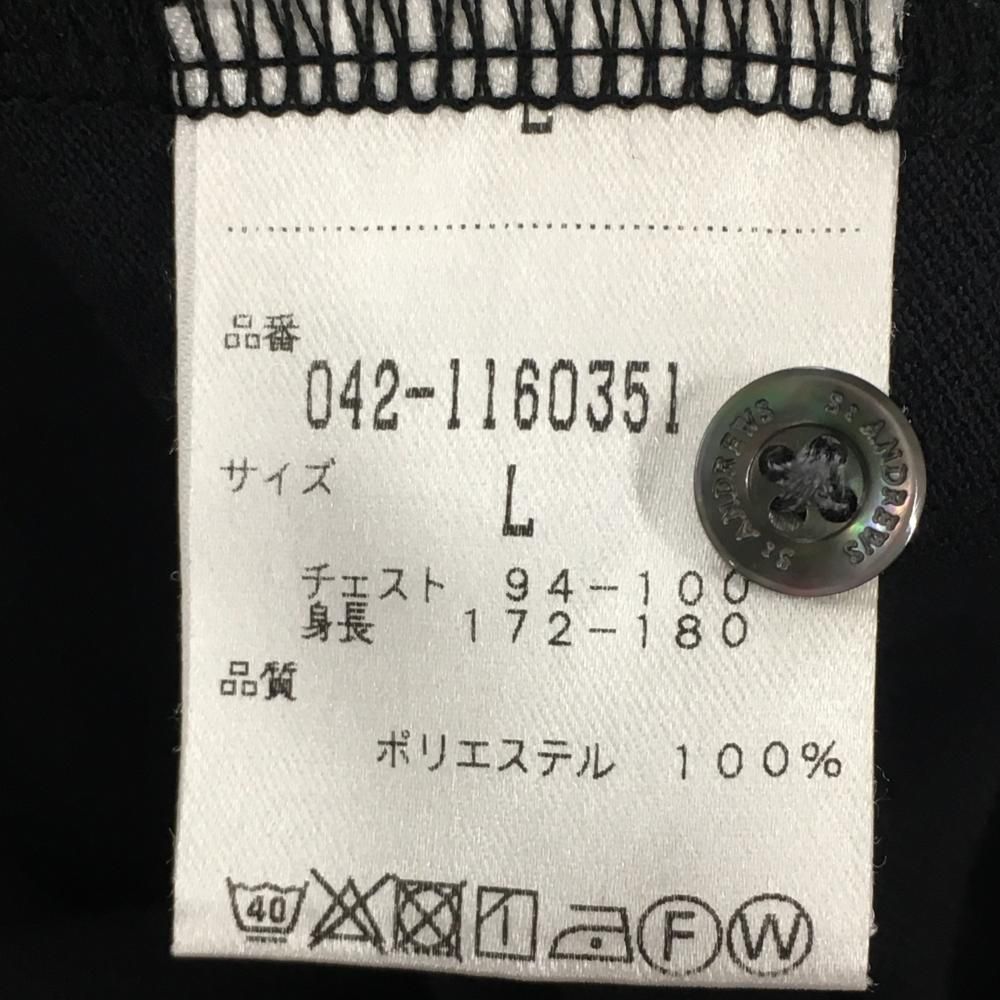 L
品番
042-1160351
サイズ
L
チェスト 94-100
身長 172-180
品質
ポリエステル 100%
40
F W
St ANDREWS
St ANDREWS